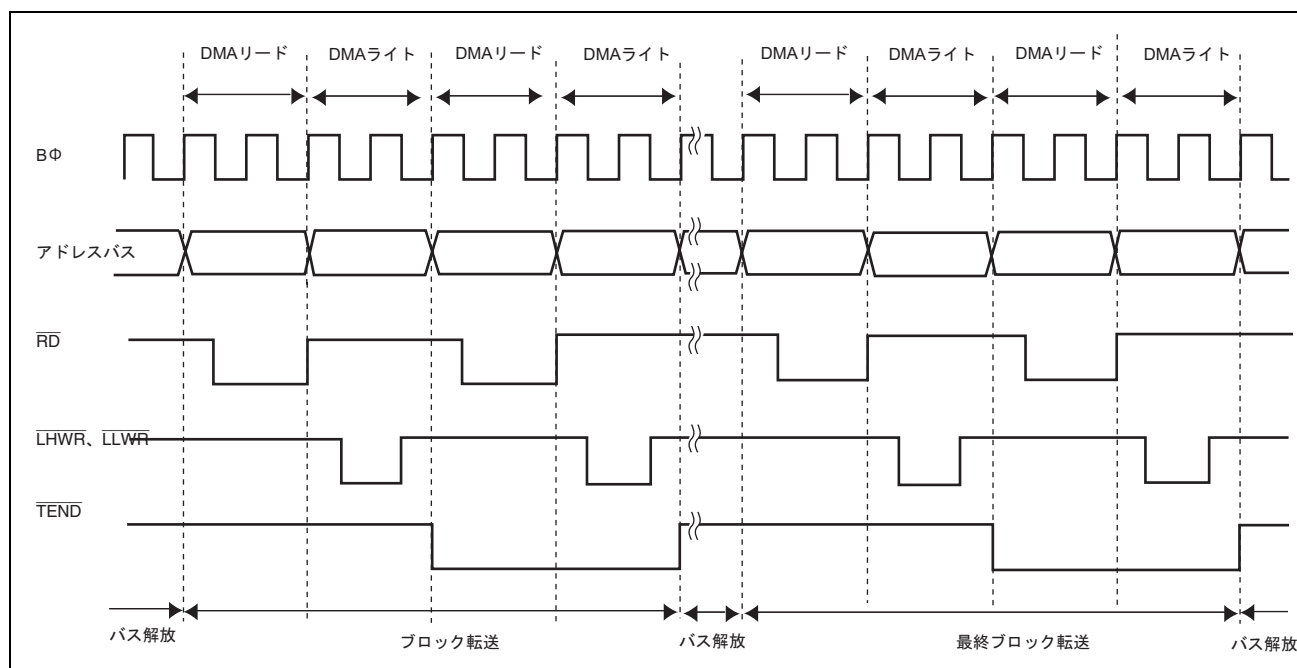 DMAリード DMAライト DMAリード DMAライト DMAリード DMAライト DMAリード DMAライト
BΦ
アドレスバス
RD
LHWR、LLWR
TEND
バス解放 ブロック転送 バス解放 最終ブロック転送 バス解放